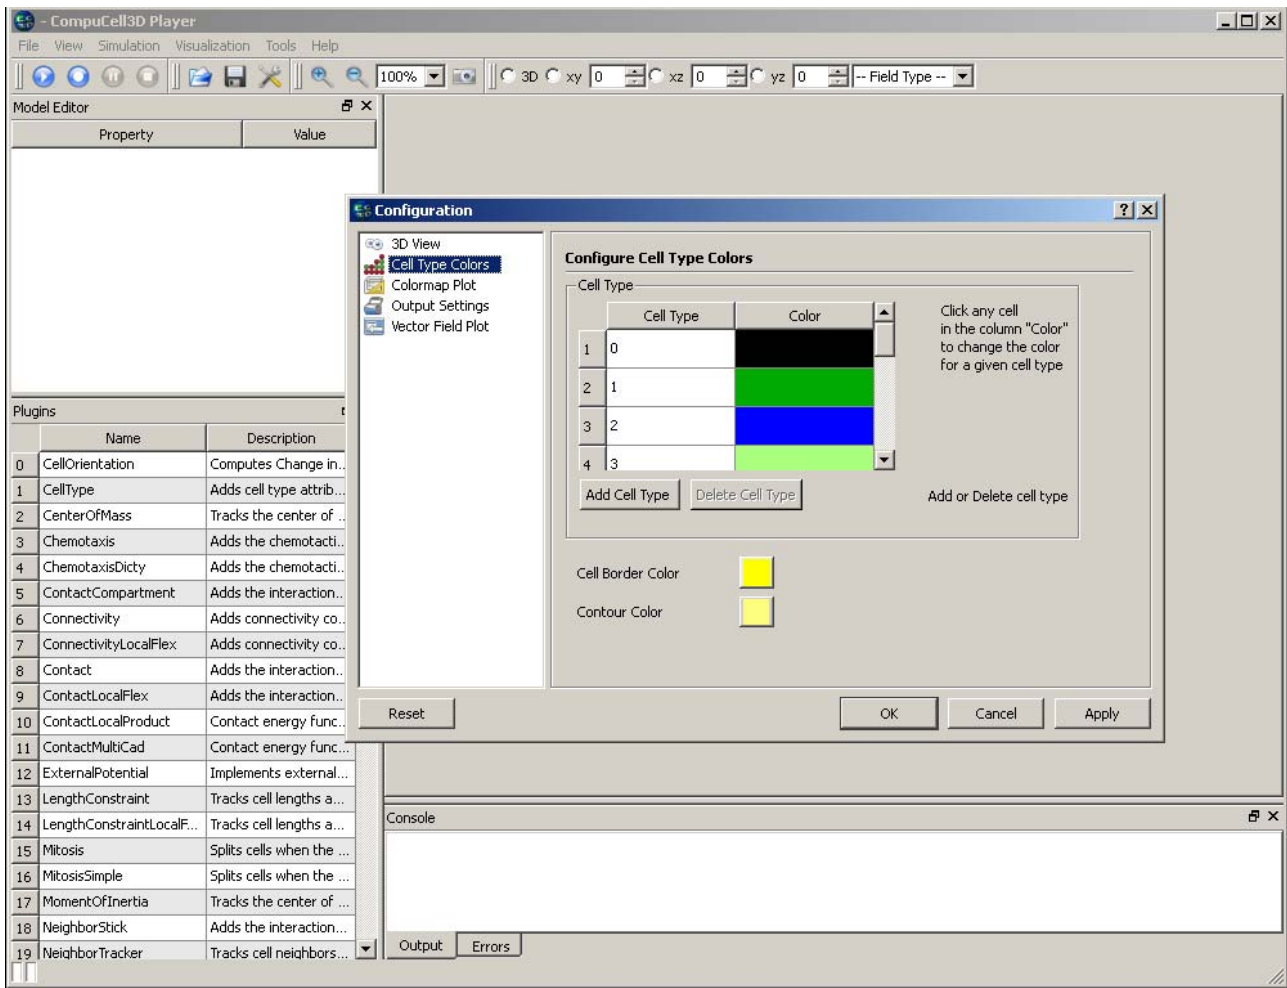 - CompuCell3D Player
File View Simulation Visualization Tools Help
100% 3D xy 0 xz 0 yz 0 -- Field Type --
Model Editor
Property Value
Configuration
3D View
Cell Type Colors
Colormap Plot
Output Settings
Vector Field Plot
Configure Cell Type Colors
Cell Type
Cell Type Color
1 0
2 1
3 2
4 3
Click any cell
in the column "Color"
to change the color
for a given cell type
Add Cell Type Delete Cell Type Add or Delete cell type
Cell Border Color
Contour Color
Reset OK Cancel Apply
Plugins
Name Description
0 CellOrientation Computes Change in...
1 CellType Adds cell type attrib...
2 CenterOfMass Tracks the center of ...
3 Chemotaxis Adds the chemotacti...
4 ChemotaxisDicty Adds the chemotacti...
5 ContactCompartment Adds the interaction...
6 Connectivity Adds connectivity co...
7 ConnectivityLocalFlex Adds connectivity co...
8 Contact Adds the interaction...
9 ContactLocalFlex Adds the interaction...
10 ContactLocalProduct Contact energy func...
11 ContactMultiCad Contact energy func...
12 ExternalPotential Implements external...
13 LengthConstraint Tracks cell lengths a...
14 LengthConstraintLocalF... Tracks cell lengths a...
15 Mitosis Splits cells when the ...
16 MitosisSimple Splits cells when the ...
17 MomentOfInertia Tracks the center of ...
18 NeighborStick Adds the interaction...
19 NeighborTracker Tracks cell neighbors...
Console
Output Errors